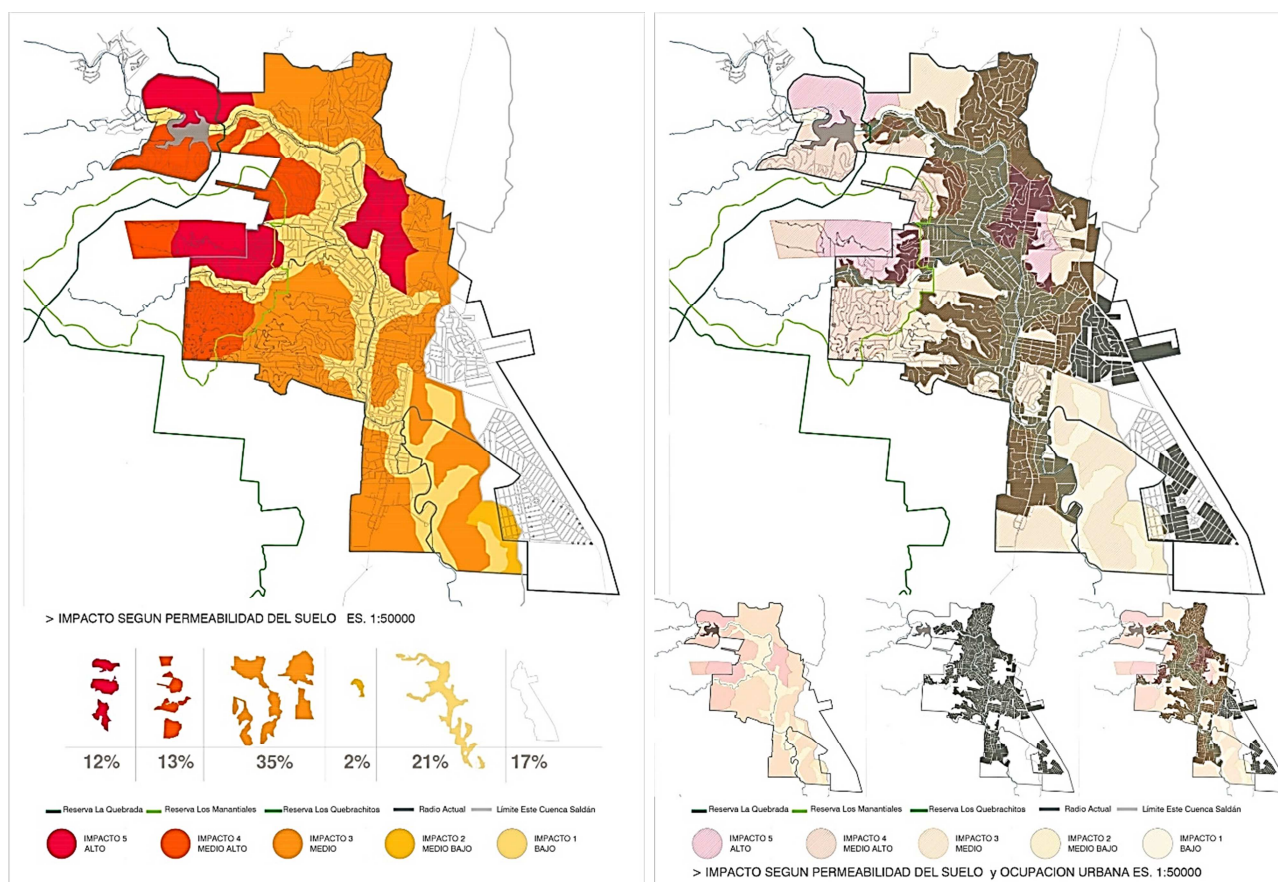 > IMPACTO SEGUN PERMEABILIDAD DEL SUELO ES. 1:50000
12% 13% 35% 2% 21% 17%
Reserva La Quebrada Reserva Los Manantiales Reserva Los Quebrachitos Radio Actual Límite Este Cuenca Saldán
IMPACTO 5 IMPACTO 4 IMPACTO 3 IMPACTO 2 IMPACTO 1
ALTO MEDIO ALTO MEDIO MEDIO BAJO BAJO
Reserva La Quebrada Reserva Los Manantiales Reserva Los Quebrachitos Radio Actual Límite Este Cuenca Saldán
IMPACTO 5 IMPACTO 4 IMPACTO 3 IMPACTO 2 IMPACTO 1
ALTO MEDIO ALTO MEDIO MEDIO BAJO BAJO
> IMPACTO SEGUN PERMEABILIDAD DEL SUELO y OCUPACION URBANA ES. 1:50000